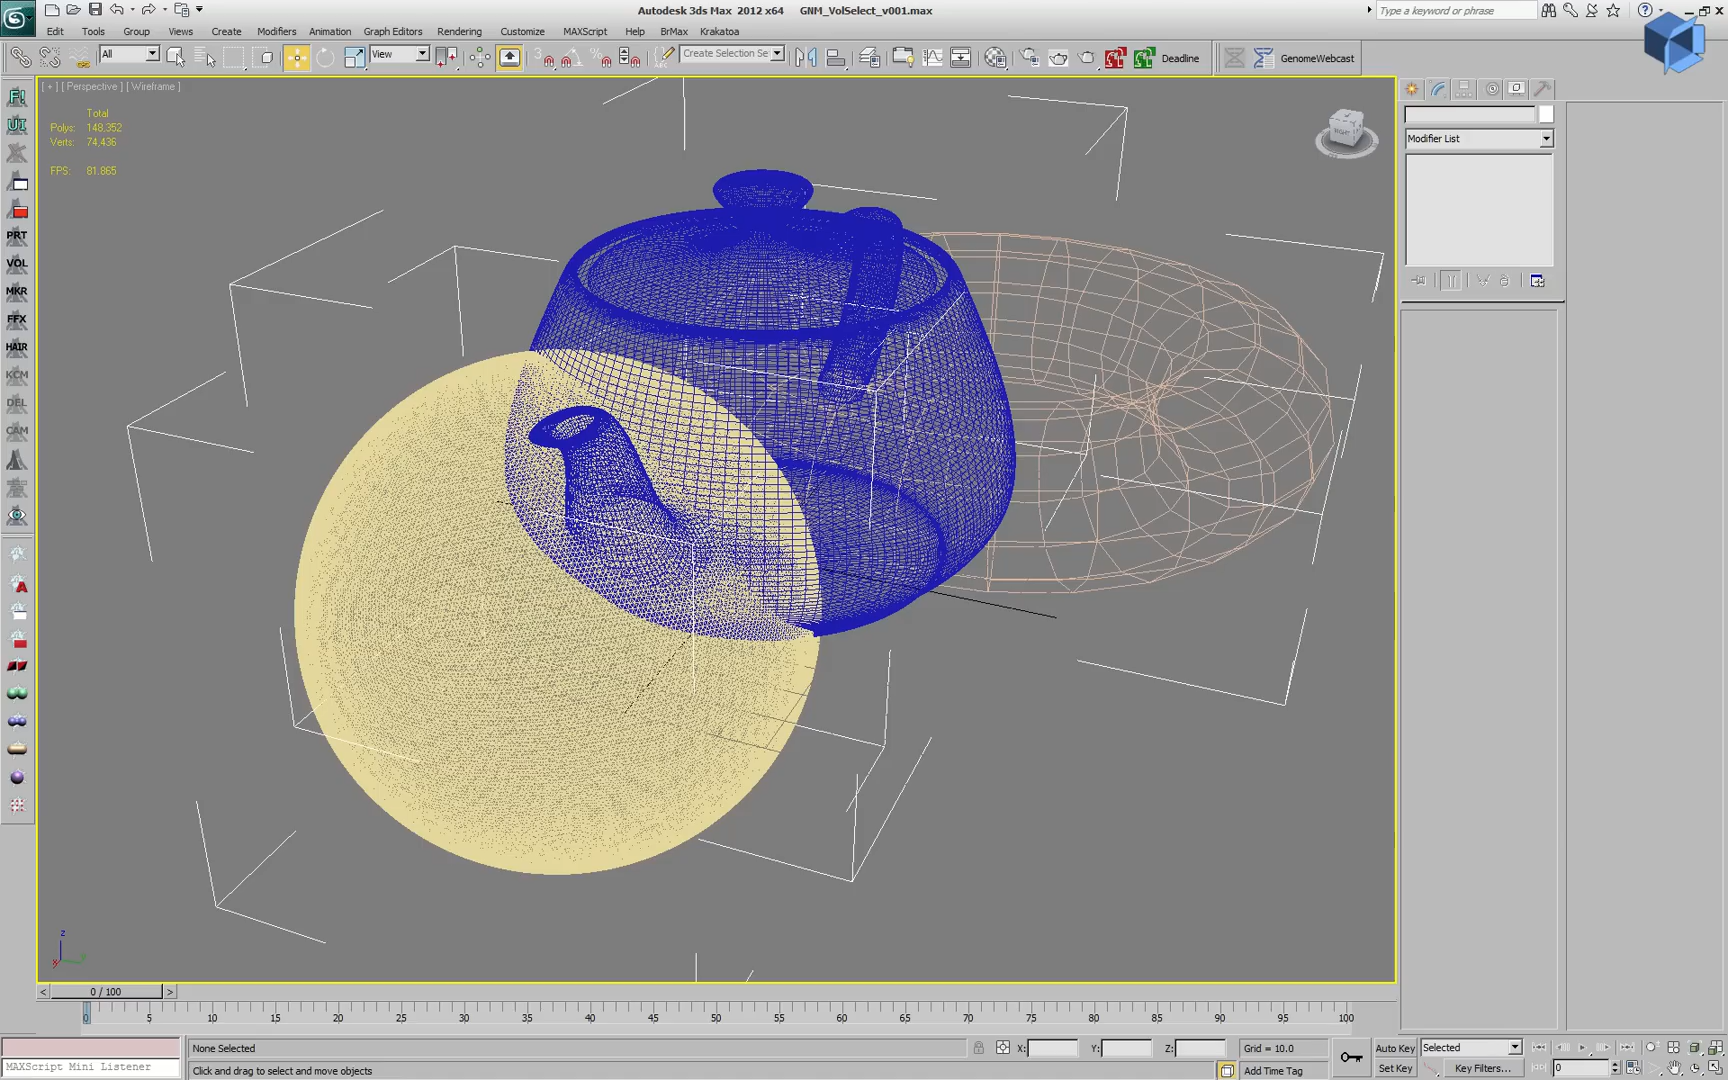 Autodesk 3ds Max 2012 x64 GNM_VolSelect_v001.max
Type a keyword or phrase
Edit Tools Group Views Create Modifiers Animation Graph Editors Rendering Customize MAXScript Help BrMax Krakatoa
All
View
Create Selection Se
Deadline
GenomeWebcast
[ + ] [ Perspective ] [ Wireframe ]
Total
Polys: 148,352
Verts: 74,436
FPS: 81.865
RIGHT
Modifier List
F!
UI
PRT
VOL
MKR
FFX
HAIR
KCM
DEL
CAM
z
x
0 / 100
0 5 10 15 20 25 30 35 40 45 50 55 60 65 70 75 80 85 90 95 100
None Selected
X: Y: Z: Grid = 10.0
Auto Key Selected
MAXScript Mini Listener
Click and drag to select and move objects
Add Time Tag
Set Key Key Filters... 0